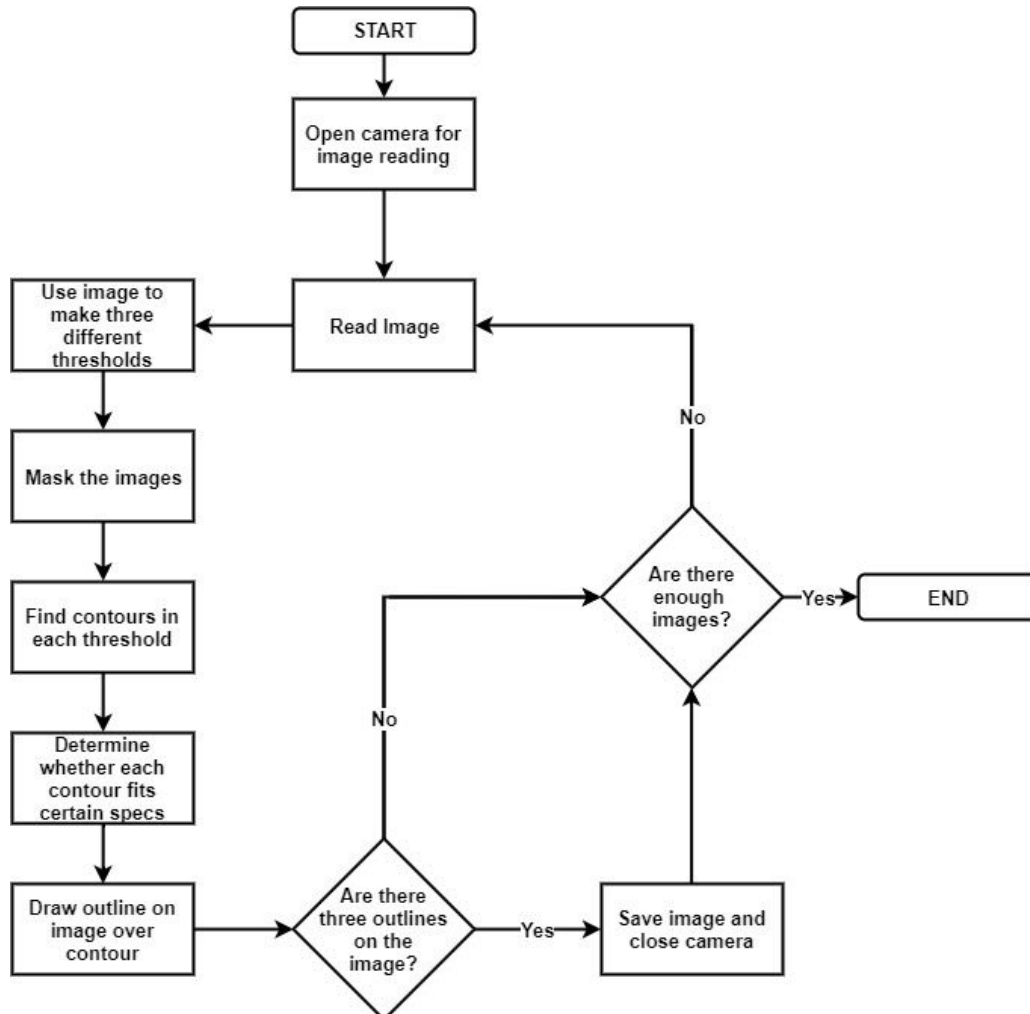 START
Open camera for
image reading
Read Image
Use image to
make three
different
thresholds
Mask the images
Find contours in
each threshold
Determine
whether each
contour fits
certain specs
Draw outline on
image over
contour
Are there
three outlines
on the
image?
Yes
No
Save image and
close camera
Are there
enough
images?
No
Yes
END